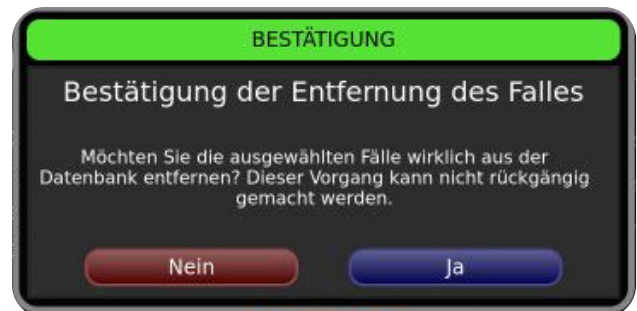 BESTÄTIGUNG
Bestätigung der Entfernung des Falles
Möchten Sie die ausgewählten Fälle wirklich aus der
Datenbank entfernen? Dieser Vorgang kann nicht rückgängig
gemacht werden.
Nein
Ja